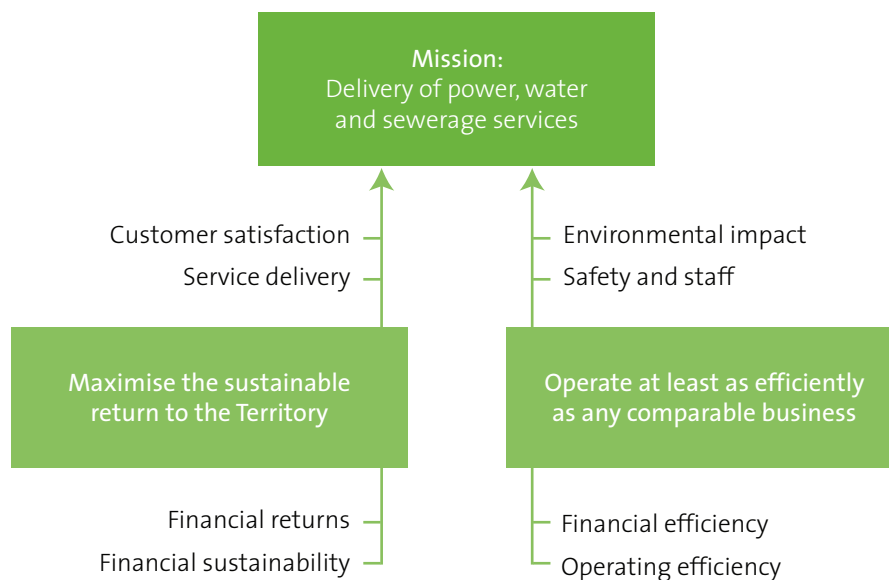 Mission:
Delivery of power, water
and sewerage services
Customer satisfaction
Service delivery
Environmental impact
Safety and staff
Maximise the sustainable
return to the Territory
Operate at least as efficiently
as any comparable business
Financial returns
Financial sustainability
Financial efficiency
Operating efficiency